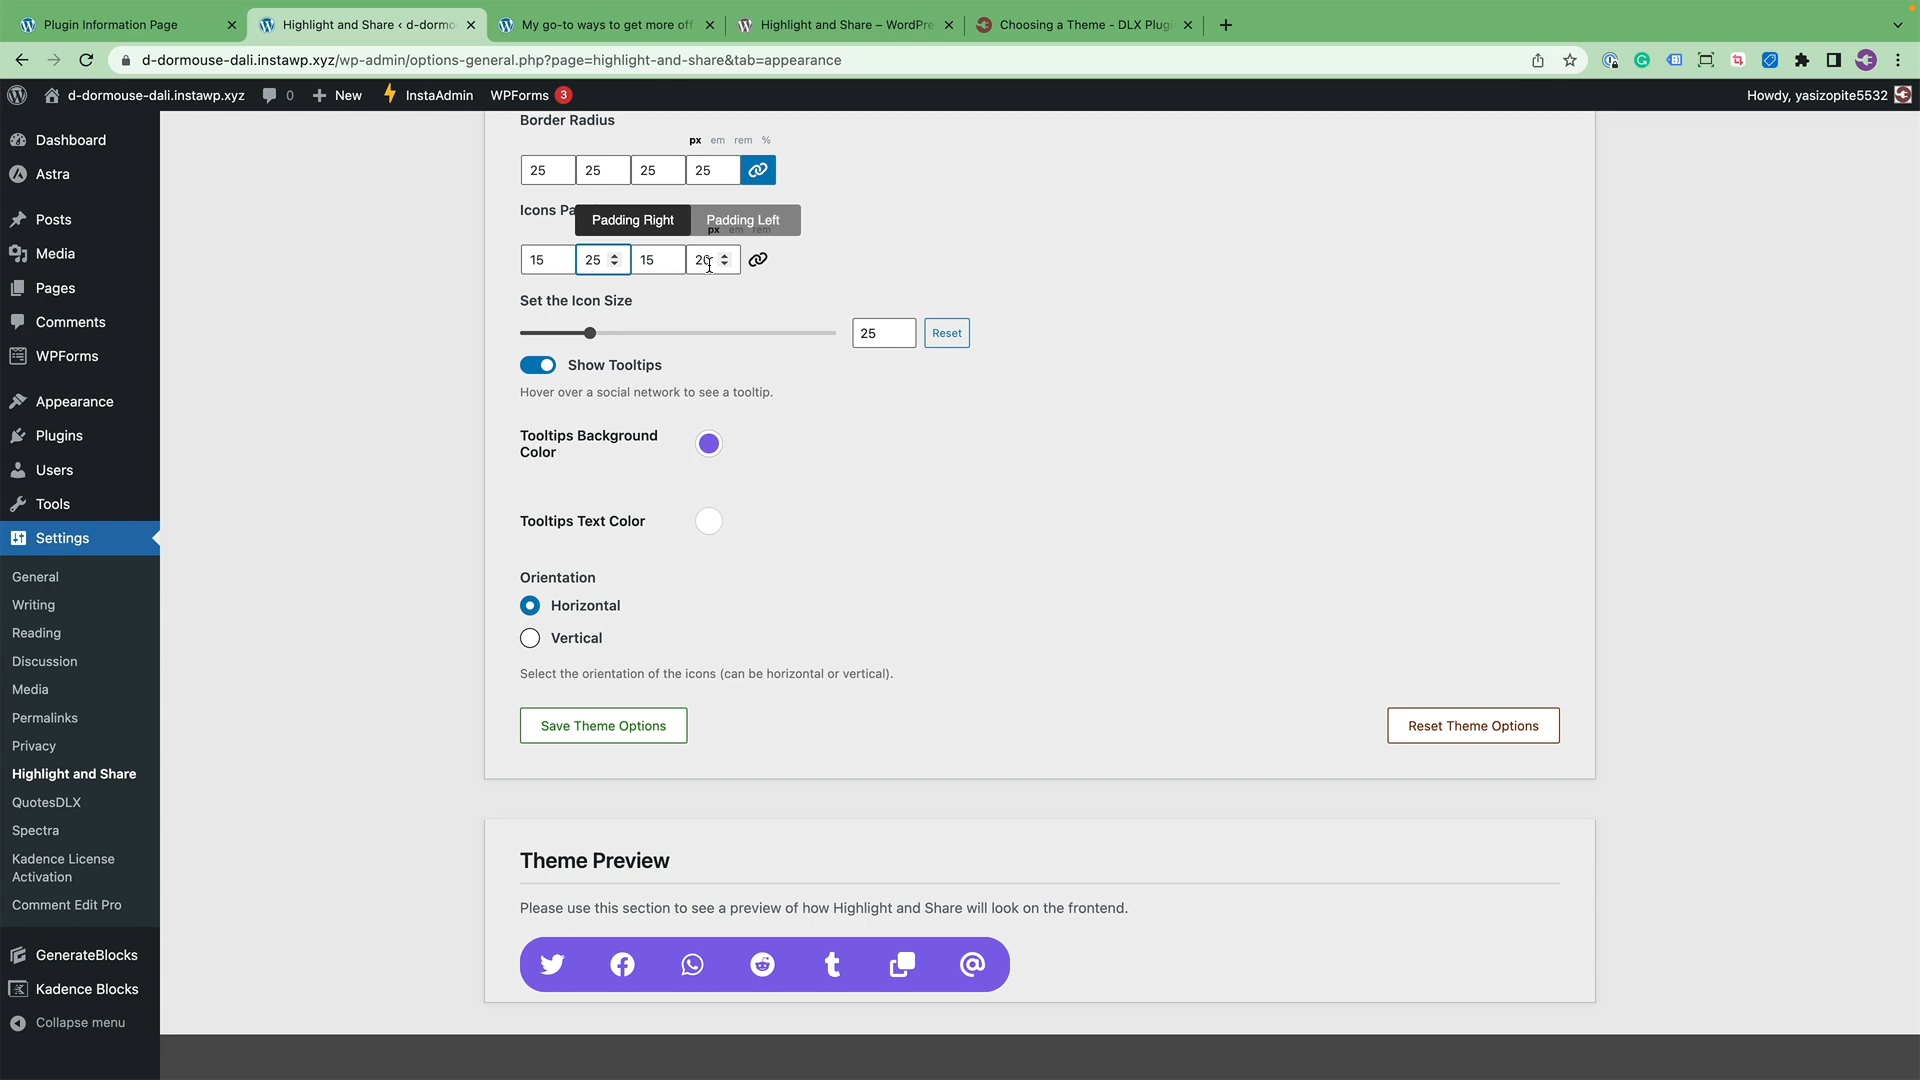 Plugin Information Page
Highlight and Share ‹ d-dormo
My go-to ways to get more off
Highlight and Share – WordPre
Choosing a Theme - DLX Plugi
d-dormouse-dali.instawp.xyz/wp-admin/options-general.php?page=highlight-and-share&tab=appearance
d-dormouse-dali.instawp.xyz
0
New
InstaAdmin
WPForms 3
Howdy, yasizopite5532
Dashboard
Astra
Posts
Media
Pages
Comments
WPForms
Appearance
Plugins
Users
Tools
Settings
General
Writing
Reading
Discussion
Media
Permalinks
Privacy
Highlight and Share
QuotesDLX
Spectra
Kadence License
Activation
Comment Edit Pro
GenerateBlocks
Kadence Blocks
Collapse menu
Border Radius
px em rem %
25 25 25 25
Icons Pa
Padding Right
Padding Left
px em rem
15 25 15 20
Set the Icon Size
25 Reset
Show Tooltips
Hover over a social network to see a tooltip.
Tooltips Background
Color
Tooltips Text Color
Orientation
Horizontal
Vertical
Select the orientation of the icons (can be horizontal or vertical).
Save Theme Options
Reset Theme Options
Theme Preview
Please use this section to see a preview of how Highlight and Share will look on the frontend.